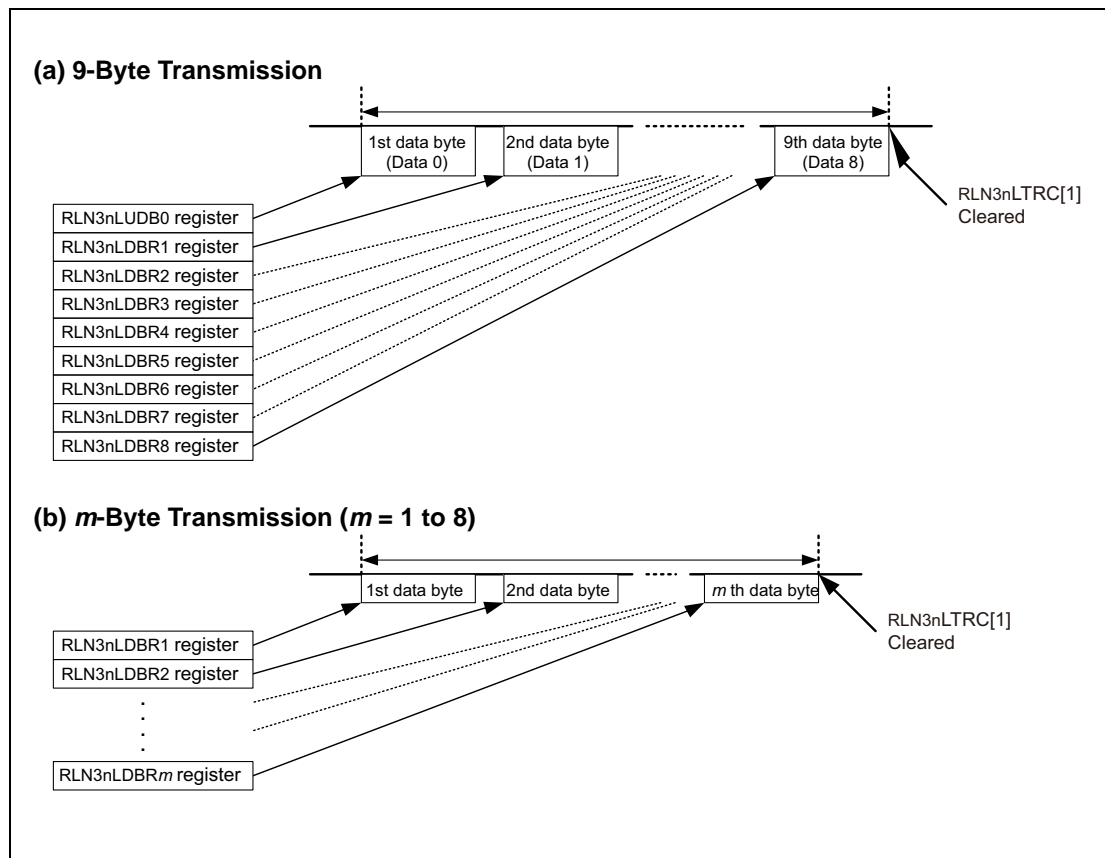 (a) 9-Byte Transmission
1st data byte
(Data 0)
2nd data byte
(Data 1)
9th data byte
(Data 8)
RLN3nLTRC[1]
Cleared
RLN3nLUDB0 register
RLN3nLDBR1 register
RLN3nLDBR2 register
RLN3nLDBR3 register
RLN3nLDBR4 register
RLN3nLDBR5 register
RLN3nLDBR6 register
RLN3nLDBR7 register
RLN3nLDBR8 register
(b) m-Byte Transmission (m = 1 to 8)
1st data byte
2nd data byte
m th data byte
RLN3nLTRC[1]
Cleared
RLN3nLDBR1 register
RLN3nLDBR2 register
RLN3nLDBRm register